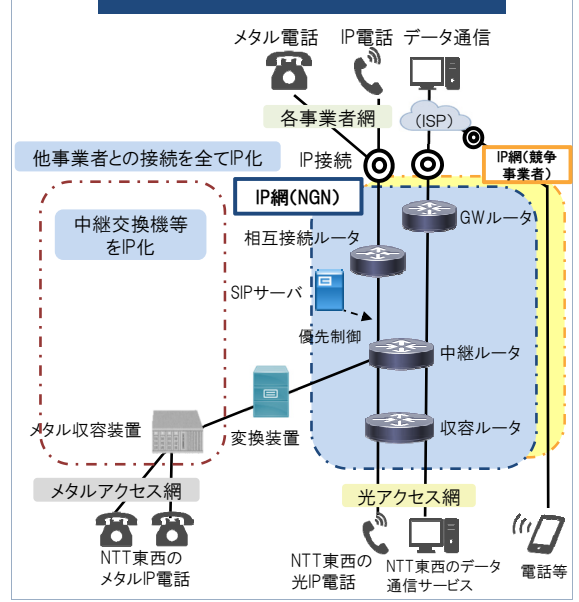 メタル電話
IP電話
データ通信
各事業者網
(ISP)
他事業者との接続を全てIP化
IP接続
IP網(競争
事業者)
IP網(NGN)
中継交換機等
をIP化
GWルータ
相互接続ルータ
SIPサーバ
優先制御
中継ルータ
メタル収容装置
変換装置
収容ルータ
メタルアクセス網
光アクセス網
NTT東西の
メタルIP電話
NTT東西の
光IP電話
NTT東西のデータ
通信サービス
電話等